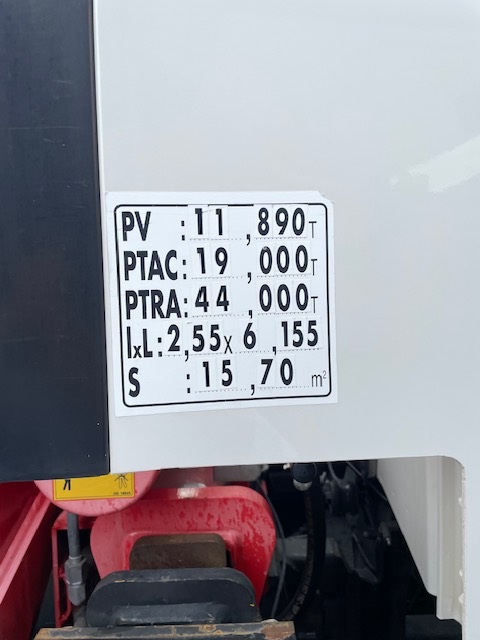 PV : 11,890 T
PTAC: 19,000 T
PTRA: 44,000 T
lxL: 2,55 x 6,155
S : 15,70 m²